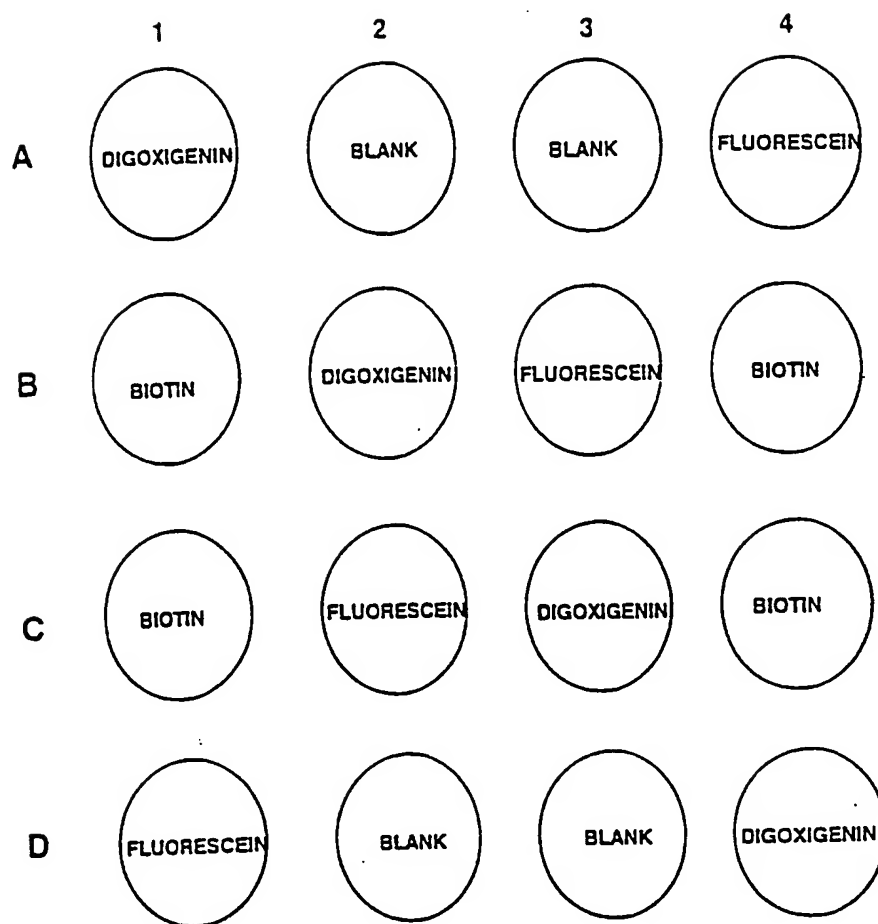 1 2 3 4
A DIGOXIGENIN BLANK BLANK FLUORESCEIN
B BIOTIN DIGOXIGENIN FLUORESCEIN BIOTIN
C BIOTIN FLUORESCEIN DIGOXIGENIN BIOTIN
D FLUORESCEIN BLANK BLANK DIGOXIGENIN